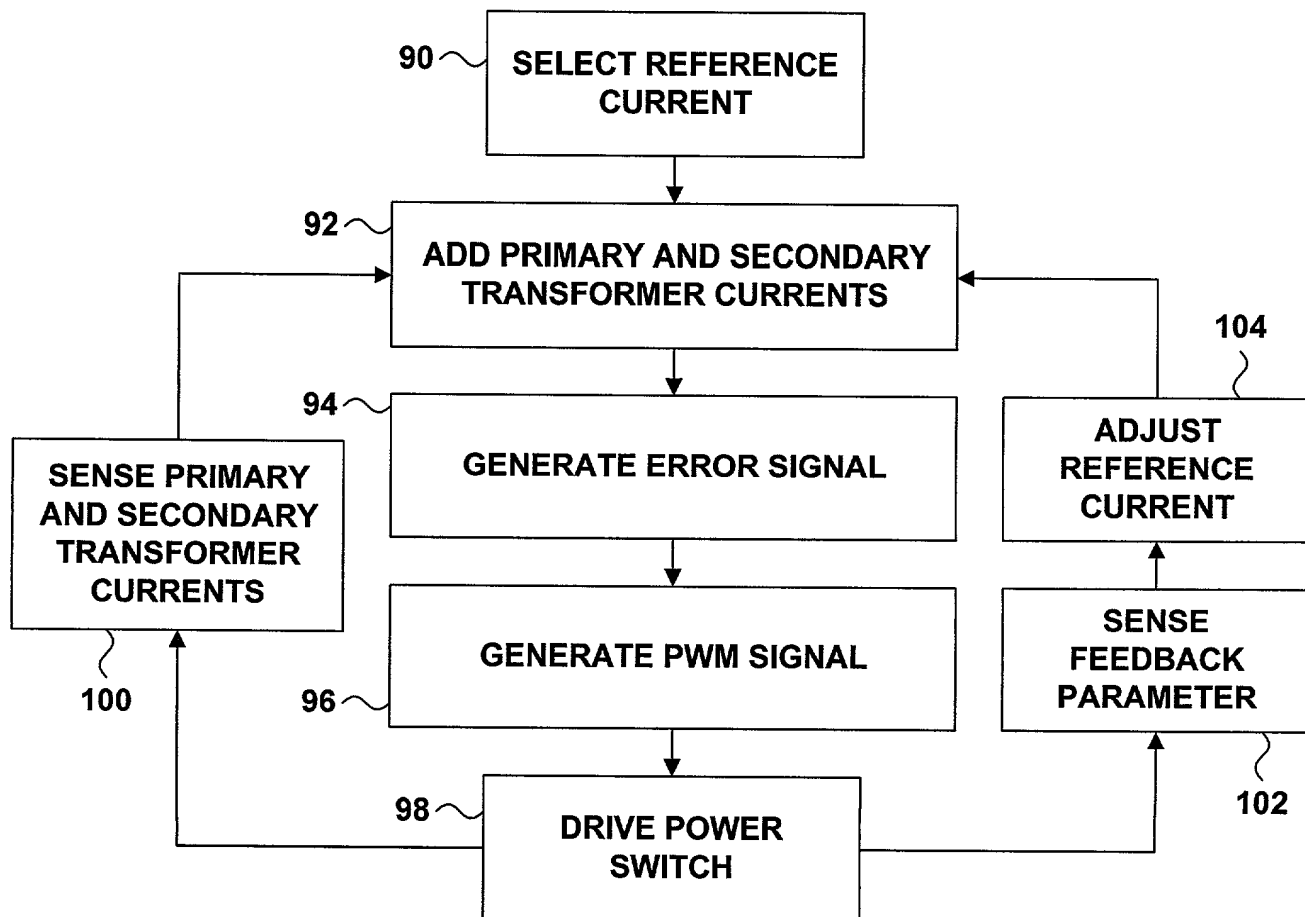 90
SELECT REFERENCE
CURRENT
92
ADD PRIMARY AND SECONDARY
TRANSFORMER CURRENTS
94
GENERATE ERROR SIGNAL
104
ADJUST
REFERENCE
CURRENT
SENSE PRIMARY
AND SECONDARY
TRANSFORMER
CURRENTS
100
GENERATE PWM SIGNAL
96
SENSE
FEEDBACK
PARAMETER
102
98
DRIVE POWER
SWITCH